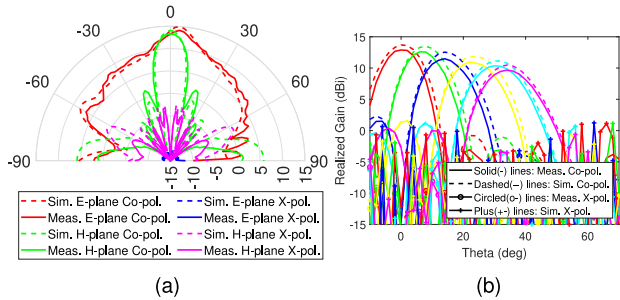 0
-30
30
-60
60
-90
90
-15
-10
-5
0
5
10
15
Sim. E-plane Co-pol.
Sim. E-plane X-pol.
Meas. E-plane Co-pol.
Meas. E-plane X-pol.
Sim. H-plane Co-pol.
Sim. H-plane X-pol.
Meas. H-plane Co-pol.
Meas. H-plane X-pol.
(a)
Realized Gain (dBi)
15
10
5
0
-5
-10
-15
Solid(-) lines: Meas. Co-pol.
Dashed(--) lines: Sim. Co-pol.
Circled(o-) lines: Meas. X-pol.
Plus(+-) lines: Sim. X-pol.
0
20
40
60
Theta (deg)
(b)